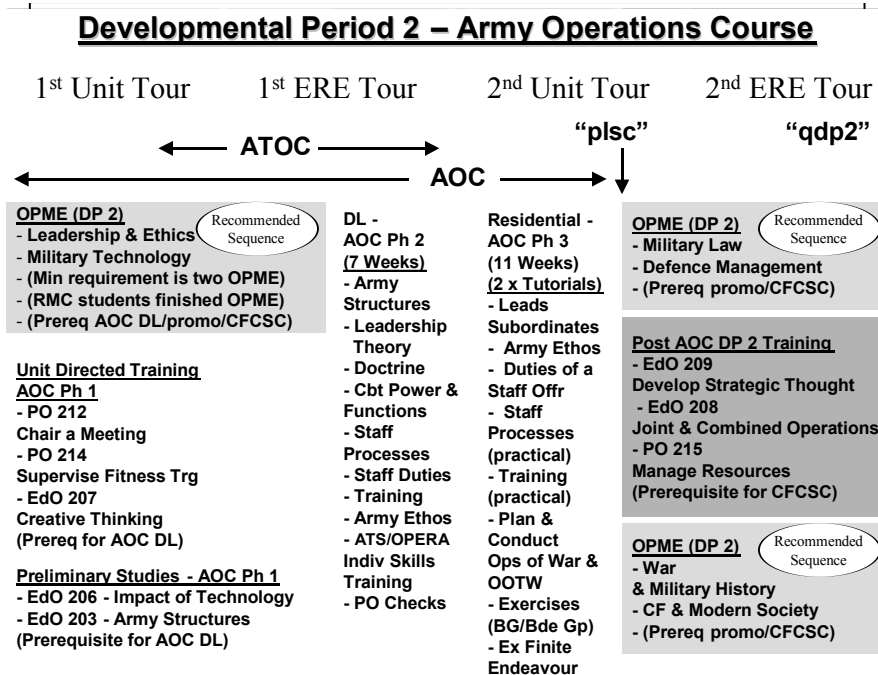 Developmental Period 2 – Army Operations Course
1st Unit Tour
1st ERE Tour
2nd Unit Tour
2nd ERE Tour
“plsc”
“qdp2”
ATOC
AOC
OPME (DP 2)
- Leadership & Ethics
- Military Technology
- (Min requirement is two OPME)
- (RMC students finished OPME)
- (Prereq AOC DL/promo/CFCSC)
Recommended
Sequence
Unit Directed Training
AOC Ph 1
- PO 212
Chair a Meeting
- PO 214
Supervise Fitness Trg
- EdO 207
Creative Thinking
(Prereq for AOC DL)
Preliminary Studies - AOC Ph 1
- EdO 206 - Impact of Technology
- EdO 203 - Army Structures
(Prerequisite for AOC DL)
DL -
AOC Ph 2
(7 Weeks)
- Army
Structures
- Leadership
Theory
- Doctrine
- Cbt Power &
Functions
- Staff
Processes
- Staff Duties
- Training
- Army Ethos
- ATS/OPERA
Indiv Skills
Training
- PO Checks
Residential -
AOC Ph 3
(11 Weeks)
(2 x Tutorials)
- Leads
Subordinates
- Army Ethos
- Duties of a
Staff Offr
- Staff
Processes
(practical)
- Training
(practical)
- Plan &
Conduct
Ops of War &
OOTW
- Exercises
(BG/Bde Gp)
- Ex Finite
Endeavour
OPME (DP 2)
- Military Law
- Defence Management
- (Prereq promo/CFCSC)
Recommended
Sequence
Post AOC DP 2 Training
- EdO 209
Develop Strategic Thought
- EdO 208
Joint & Combined Operations
- PO 215
Manage Resources
(Prerequisite for CFCSC)
OPME (DP 2)
- War
& Military History
- CF & Modern Society
- (Prereq promo/CFCSC)
Recommended
Sequence